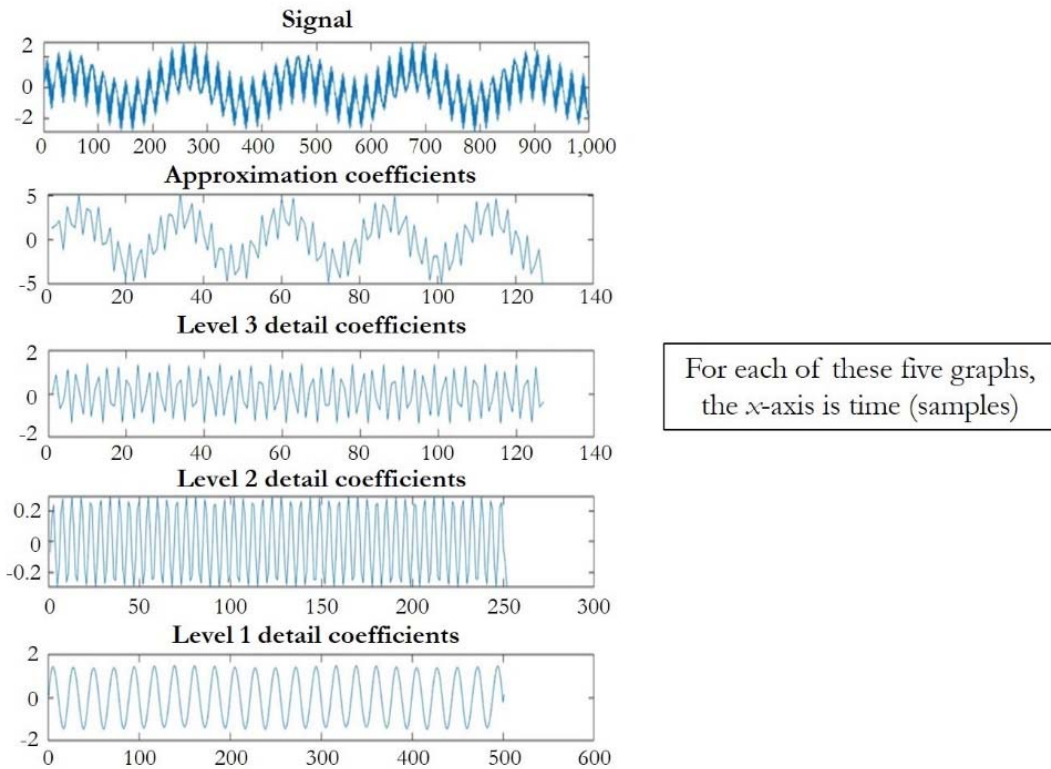 Signal
2
0
-2
0 100 200 300 400 500 600 700 800 900 1,000
Approximation coefficients
5
0
-5
0 20 40 60 80 100 120 140
Level 3 detail coefficients
2
0
-2
0 20 40 60 80 100 120 140
Level 2 detail coefficients
0.2
0
-0.2
0 50 100 150 200 250 300
Level 1 detail coefficients
2
0
-2
0 100 200 300 400 500 600
For each of these five graphs,
the x-axis is time (samples)